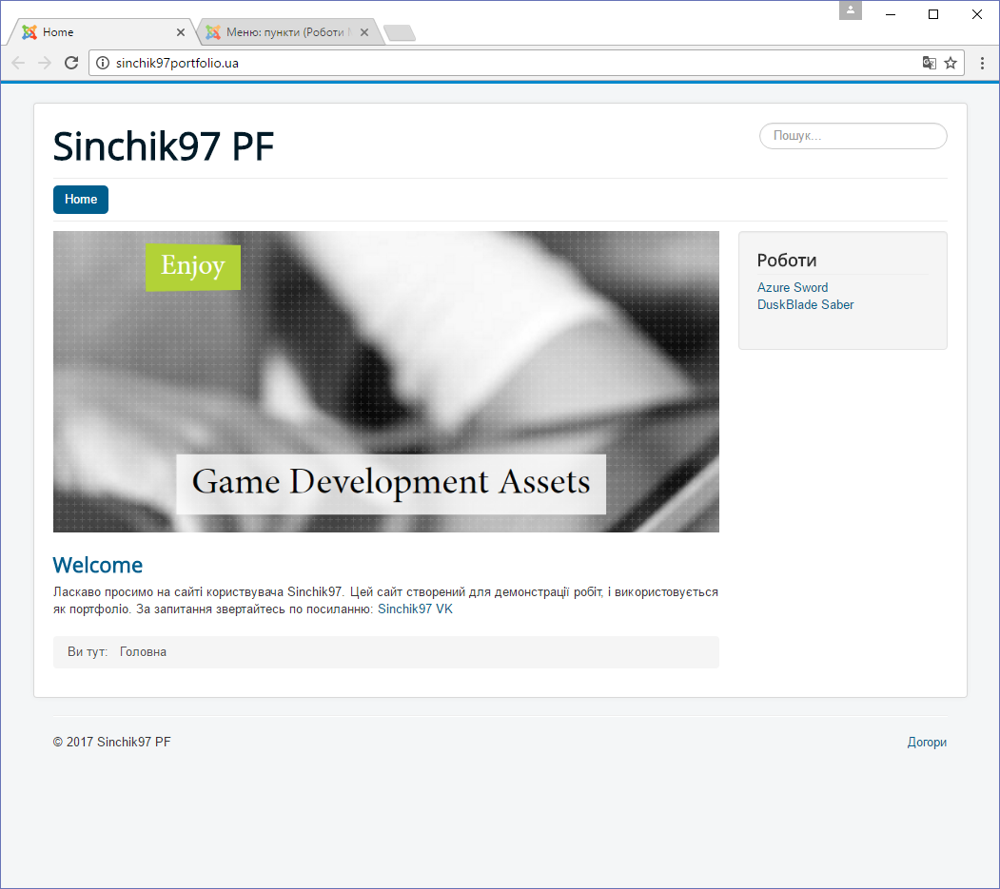 Home
Меню: пункти (Роботи
sinchik97portfolio.ua
Sinchik97 PF
Пошук...
Home
Enjoy
Game Development Assets
Роботи
Azure Sword
DuskBlade Saber
Welcome
Ласкаво просимо на сайті користувача Sinchik97. Цей сайт створений для демонстрації робіт, і використовується
як портфоліо. За запитання звертайтесь по посиланню: Sinchik97 VK
Ви тут: Головна
© 2017 Sinchik97 PF
Догори